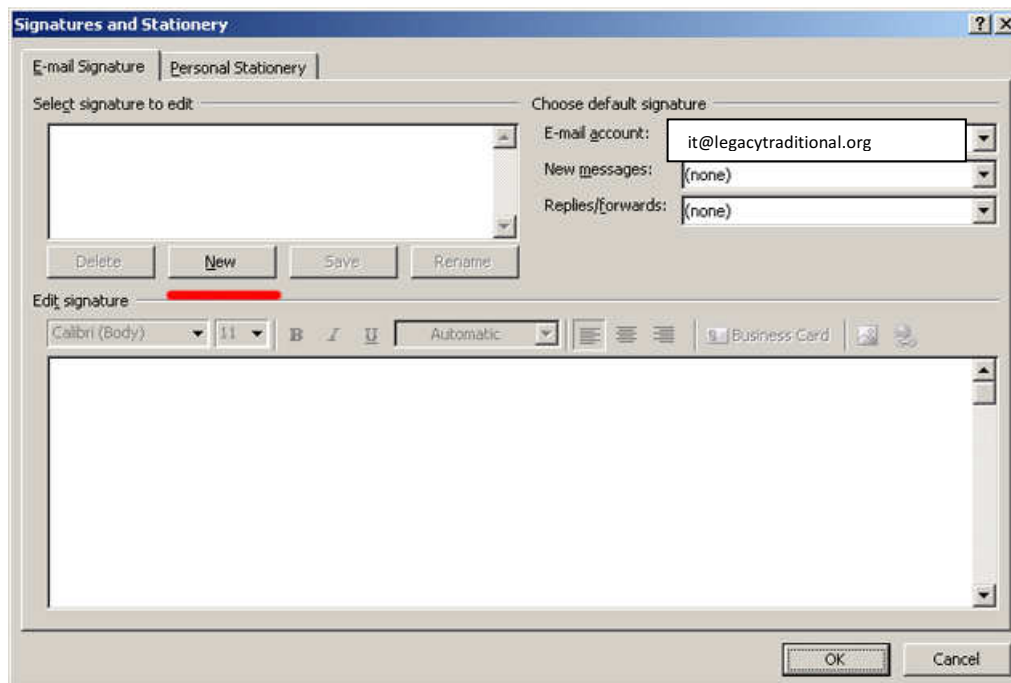 Signatures and Stationery
E-mail Signature
Personal Stationery
Select signature to edit
Choose default signature
E-mail account:
it@legacytraditional.org
New messages:
(none)
Replies/forwards:
(none)
Delete
New
Save
Rename
Edit signature
Calibri (Body)
11
B
I
U
Automatic
Business Card
OK
Cancel